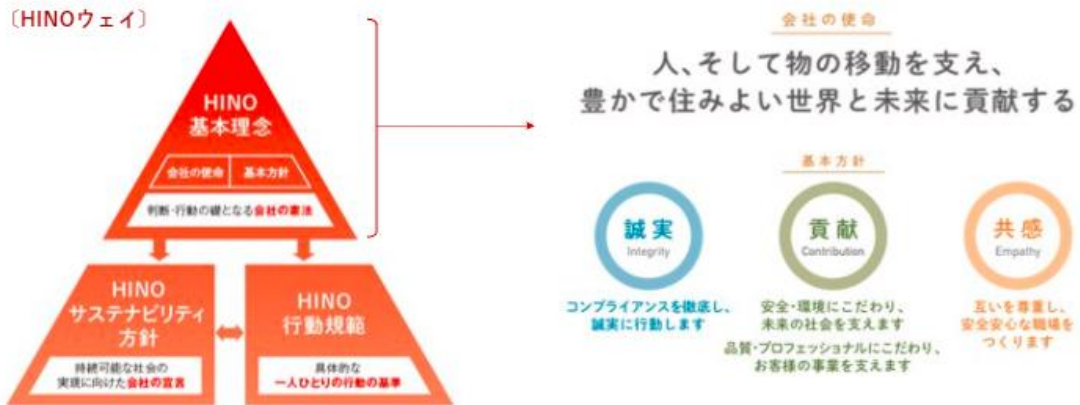 〔HINOウェイ〕
HINO
基本理念
会社の使命 基本方針
判断・行動の礎となる会社の憲法
HINO
サステナビリティ
方針
持続可能な社会の
実現に向けた会社の宣言
HINO
行動規範
具体的な
一人ひとりの行動の基準
会社の使命
人、そして物の移動を支え、
豊かで住みよい世界と未来に貢献する
基本方針
誠実
Integrity
コンプライアンスを徹底し、
誠実に行動します
貢献
Contribution
安全・環境にこだわり、
未来の社会を支えます
品質・プロフェッショナルにこだわり、
お客様の事業を支えます
共感
Empathy
互いを尊重し、
安全安心な職場を
つくります